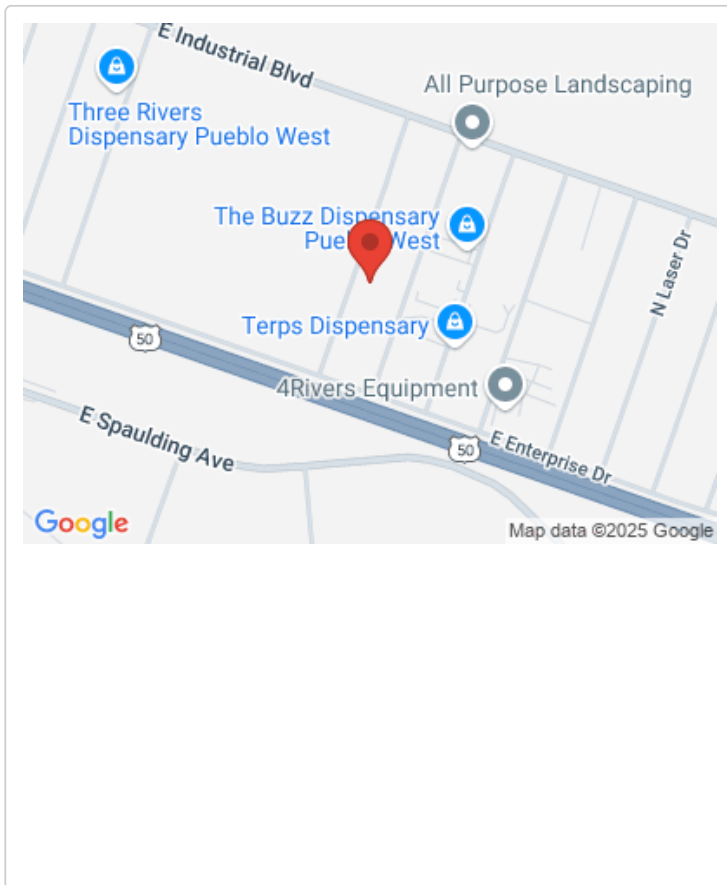 E Industrial Blvd
All Purpose Landscaping
Three Rivers
Dispensary Pueblo West
The Buzz Dispensary
Pueblo West
N Laser Dr
Terps Dispensary
50
4Rivers Equipment
E Spaulding Ave
50
E Enterprise Dr
Google
Map data ©2025 Google